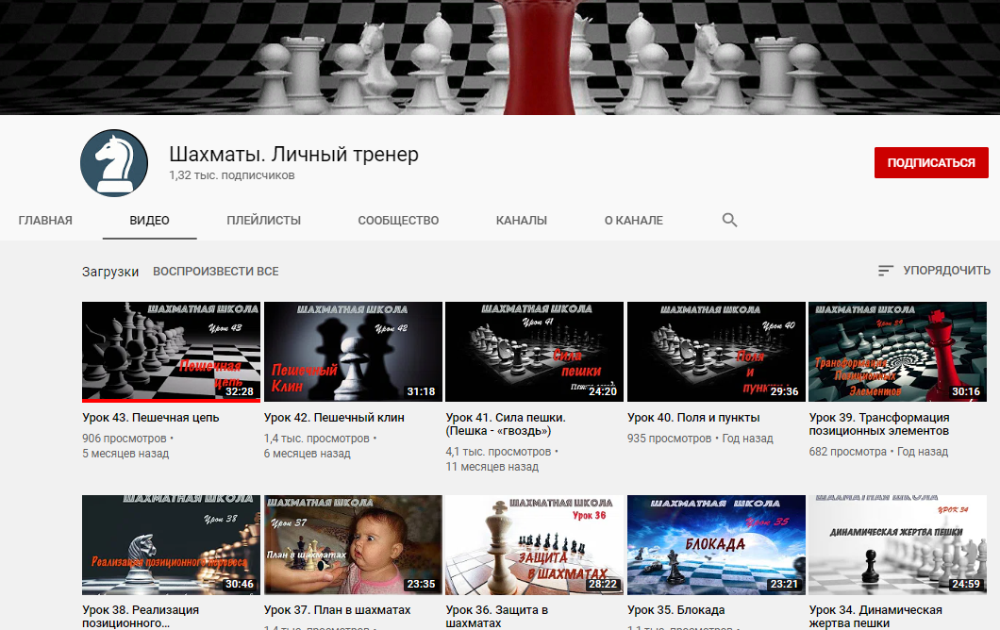 Шахматы. Личный тренер
1,32 тыс. подписчиков
ПОДПИСАТЬСЯ
ГЛАВНАЯ ВИДЕО ПЛЕЙЛИСТЫ СООБЩЕСТВО КАНАЛЫ О КАНАЛЕ
Загрузки ВОСПРОИЗВЕСТИ ВСЕ УПОРЯДОЧИТЬ
ШАХМАТНАЯ ШКОЛА
Урок 43
Пешечная
цепь
32:28
Урок 43. Пешечная цепь
906 просмотров •
5 месяцев назад
ШАХМАТНАЯ ШКОЛА
Урок 42
Пешечный
Клин
31:18
Урок 42. Пешечный клин
1,4 тыс. просмотров •
6 месяцев назад
ШАХМАТНАЯ ШКОЛА
Урок 41
Сила
пешки
24:20
Урок 41. Сила пешки.
(Пешка - «гвоздь»)
4,1 тыс. просмотров •
11 месяцев назад
ШАХМАТНАЯ ШКОЛА
Урок 40
Поля
и
пункты
29:36
Урок 40. Поля и пункты
935 просмотров • Год назад
ШАХМАТНАЯ ШКОЛА
Урок 39
Трансформация
Позиционных
Элементов
30:16
Урок 39. Трансформация
позиционных элементов
682 просмотра • Год назад
ШАХМАТНАЯ ШКОЛА
Урок 38
Реализация позиционного перевеса
30:46
Урок 38. Реализация
позиционного...
ШАХМАТНАЯ ШКОЛА
Урок 37
План в шахматах
23:35
Урок 37. План в шахматах
1,4 тыс. просмотров •
ШАХМАТНАЯ ШКОЛА
Урок 36
ЗАЩИТА
В ШАХМАТАХ
28:22
Урок 36. Защита в
шахматах
ШАХМАТНАЯ ШКОЛА
Урок 35
БЛОКАДА
23:21
Урок 35. Блокада
1,1 тыс. просмотров •
ШАХМАТНАЯ ШКОЛА
УРОК 34
ДИНАМИЧЕСКАЯ ЖЕРТВА ПЕШКИ
24:59
Урок 34. Динамическая
жертва пешки